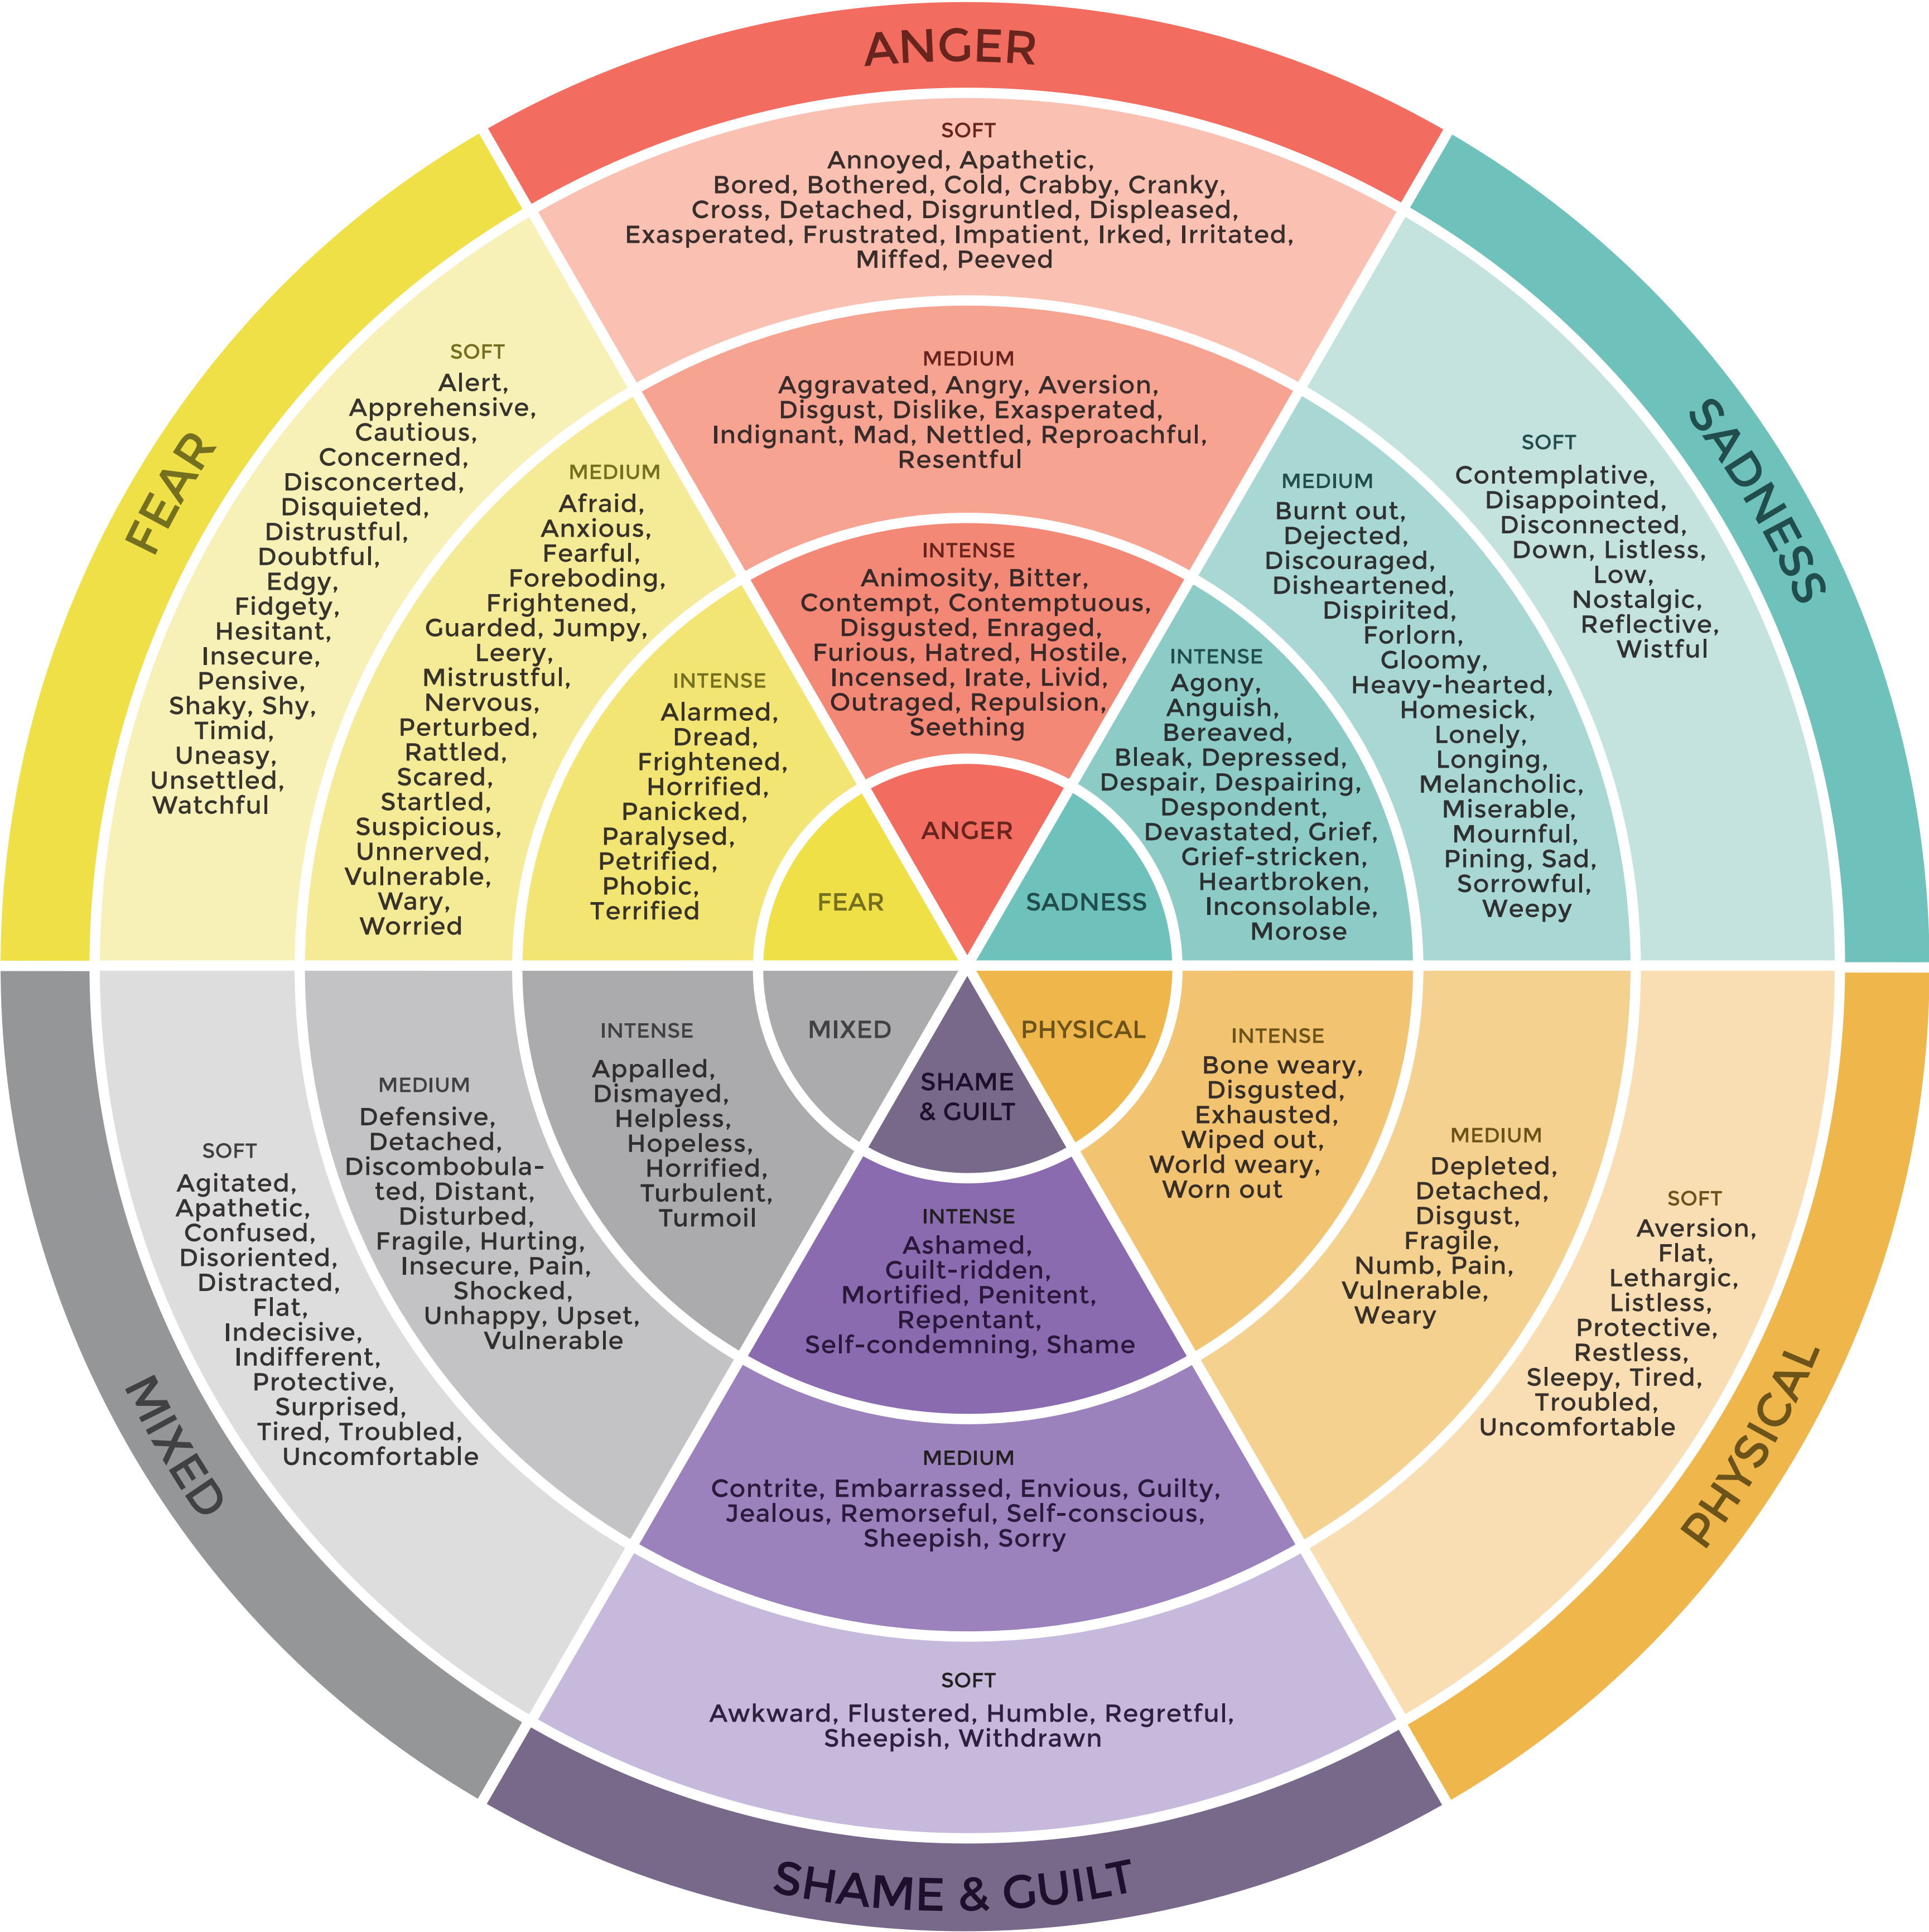 ANGER
SOFT
Annoyed, Apathetic,
Bored, Bothered, Cold, Crabby, Cranky,
Cross, Detached, Disgruntled, Displeased,
Exasperated, Frustrated, Impatient, Irked, Irritated,
Miffed, Peeved
MEDIUM
Aggravated, Angry, Aversion,
Disgust, Dislike, Exasperated,
Indignant, Mad, Nettled, Reproachful,
Resentful
INTENSE
Animosity, Bitter,
Contempt, Contemptuous,
Disgusted, Enraged,
Furious, Hatred, Hostile,
Incensed, Irate, Livid,
Outraged, Repulsion,
Seething
ANGER
SADNESS
SOFT
Contemplative,
Disappointed,
Disconnected,
Down, Listless,
Low,
Nostalgic,
Reflective,
Wistful
MEDIUM
Burnt out,
Dejected,
Discouraged,
Disheartened,
Dispirited,
Forlorn,
Gloomy,
Heavy-hearted,
Homesick,
Lonely,
Longing,
Melancholic,
Miserable,
Mournful,
Pining, Sad,
Sorrowful,
Weepy
INTENSE
Agony,
Anguish,
Bereaved,
Bleak, Depressed,
Despair, Despairing,
Despondent,
Devastated, Grief,
Grief-stricken,
Heartbroken,
Inconsolable,
Morose
SADNESS
PHYSICAL
INTENSE
Bone weary,
Disgusted,
Exhausted,
Wiped out,
World weary,
Worn out
MEDIUM
Depleted,
Detached,
Disgust,
Fragile,
Numb, Pain,
Vulnerable,
Weary
SOFT
Aversion,
Flat,
Lethargic,
Listless,
Protective,
Restless,
Sleepy, Tired,
Troubled,
Uncomfortable
PHYSICAL
SHAME
& GUILT
INTENSE
Ashamed,
Guilt-ridden,
Mortified, Penitent,
Repentant,
Self-condemning, Shame
MEDIUM
Contrite, Embarrassed, Envious, Guilty,
Jealous, Remorseful, Self-conscious,
Sheepish, Sorry
SOFT
Awkward, Flustered, Humble, Regretful,
Sheepish, Withdrawn
SHAME & GUILT
MIXED
INTENSE
Appalled,
Dismayed,
Helpless,
Hopeless,
Horrified,
Turbulent,
Turmoil
MEDIUM
Defensive,
Detached,
Discombobula-
ted, Distant,
Disturbed,
Fragile, Hurting,
Insecure, Pain,
Shocked,
Unhappy, Upset,
Vulnerable
SOFT
Agitated,
Apathetic,
Confused,
Disoriented,
Distracted,
Flat,
Indecisive,
Indifferent,
Protective,
Surprised,
Tired, Troubled,
Uncomfortable
MIXED
FEAR
SOFT
Alert,
Apprehensive,
Cautious,
Concerned,
Disconcerted,
Disquieted,
Distrustful,
Doubtful,
Edgy,
Fidgety,
Hesitant,
Insecure,
Pensive,
Shaky, Shy,
Timid,
Uneasy,
Unsettled,
Watchful
MEDIUM
Afraid,
Anxious,
Fearful,
Foreboding,
Frightened,
Guarded, Jumpy,
Leery,
Mistrustful,
Nervous,
Perturbed,
Rattled,
Scared,
Startled,
Suspicious,
Unnerved,
Vulnerable,
Wary,
Worried
INTENSE
Alarmed,
Dread,
Frightened,
Horrified,
Panicked,
Paralysed,
Petrified,
Phobic,
Terrified
FEAR